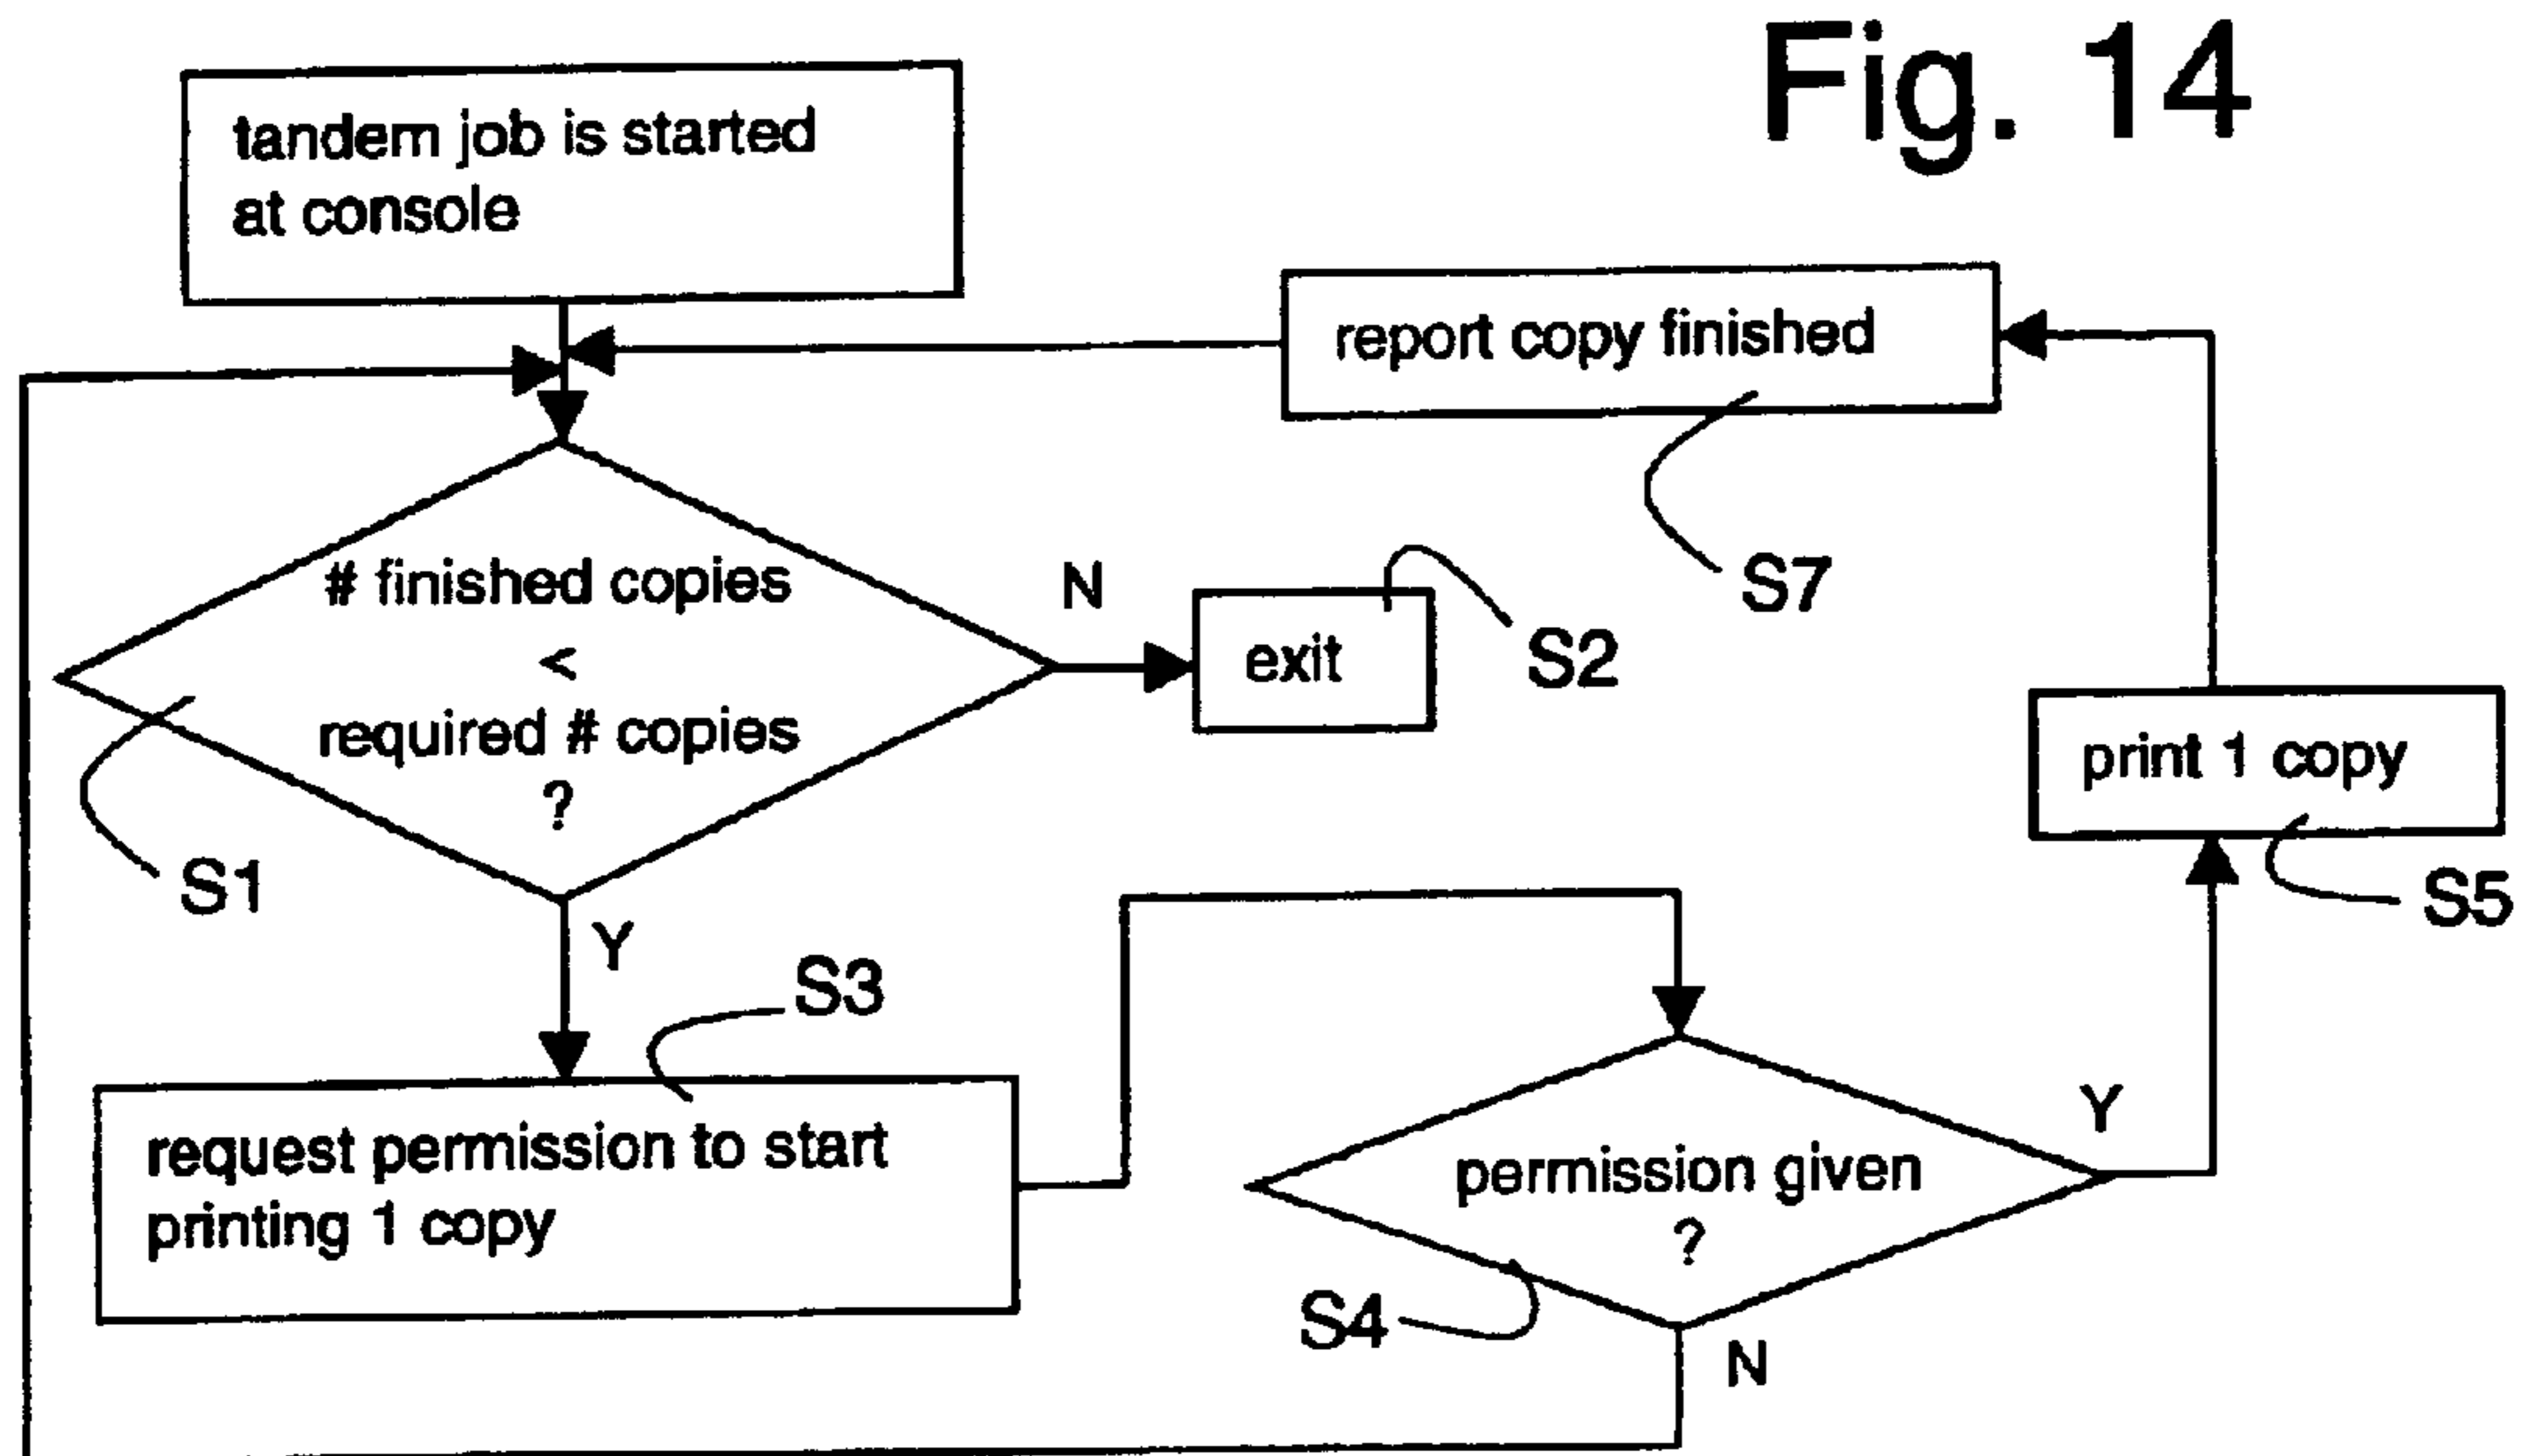 Fig. 14
tandem job is started
at console
report copy finished
S7
# finished copies
<
required # copies
?
S1
N
exit
S2
print 1 copy
S5
Y
S3
request permission to start
printing 1 copy
permission given
?
Y
S4
N